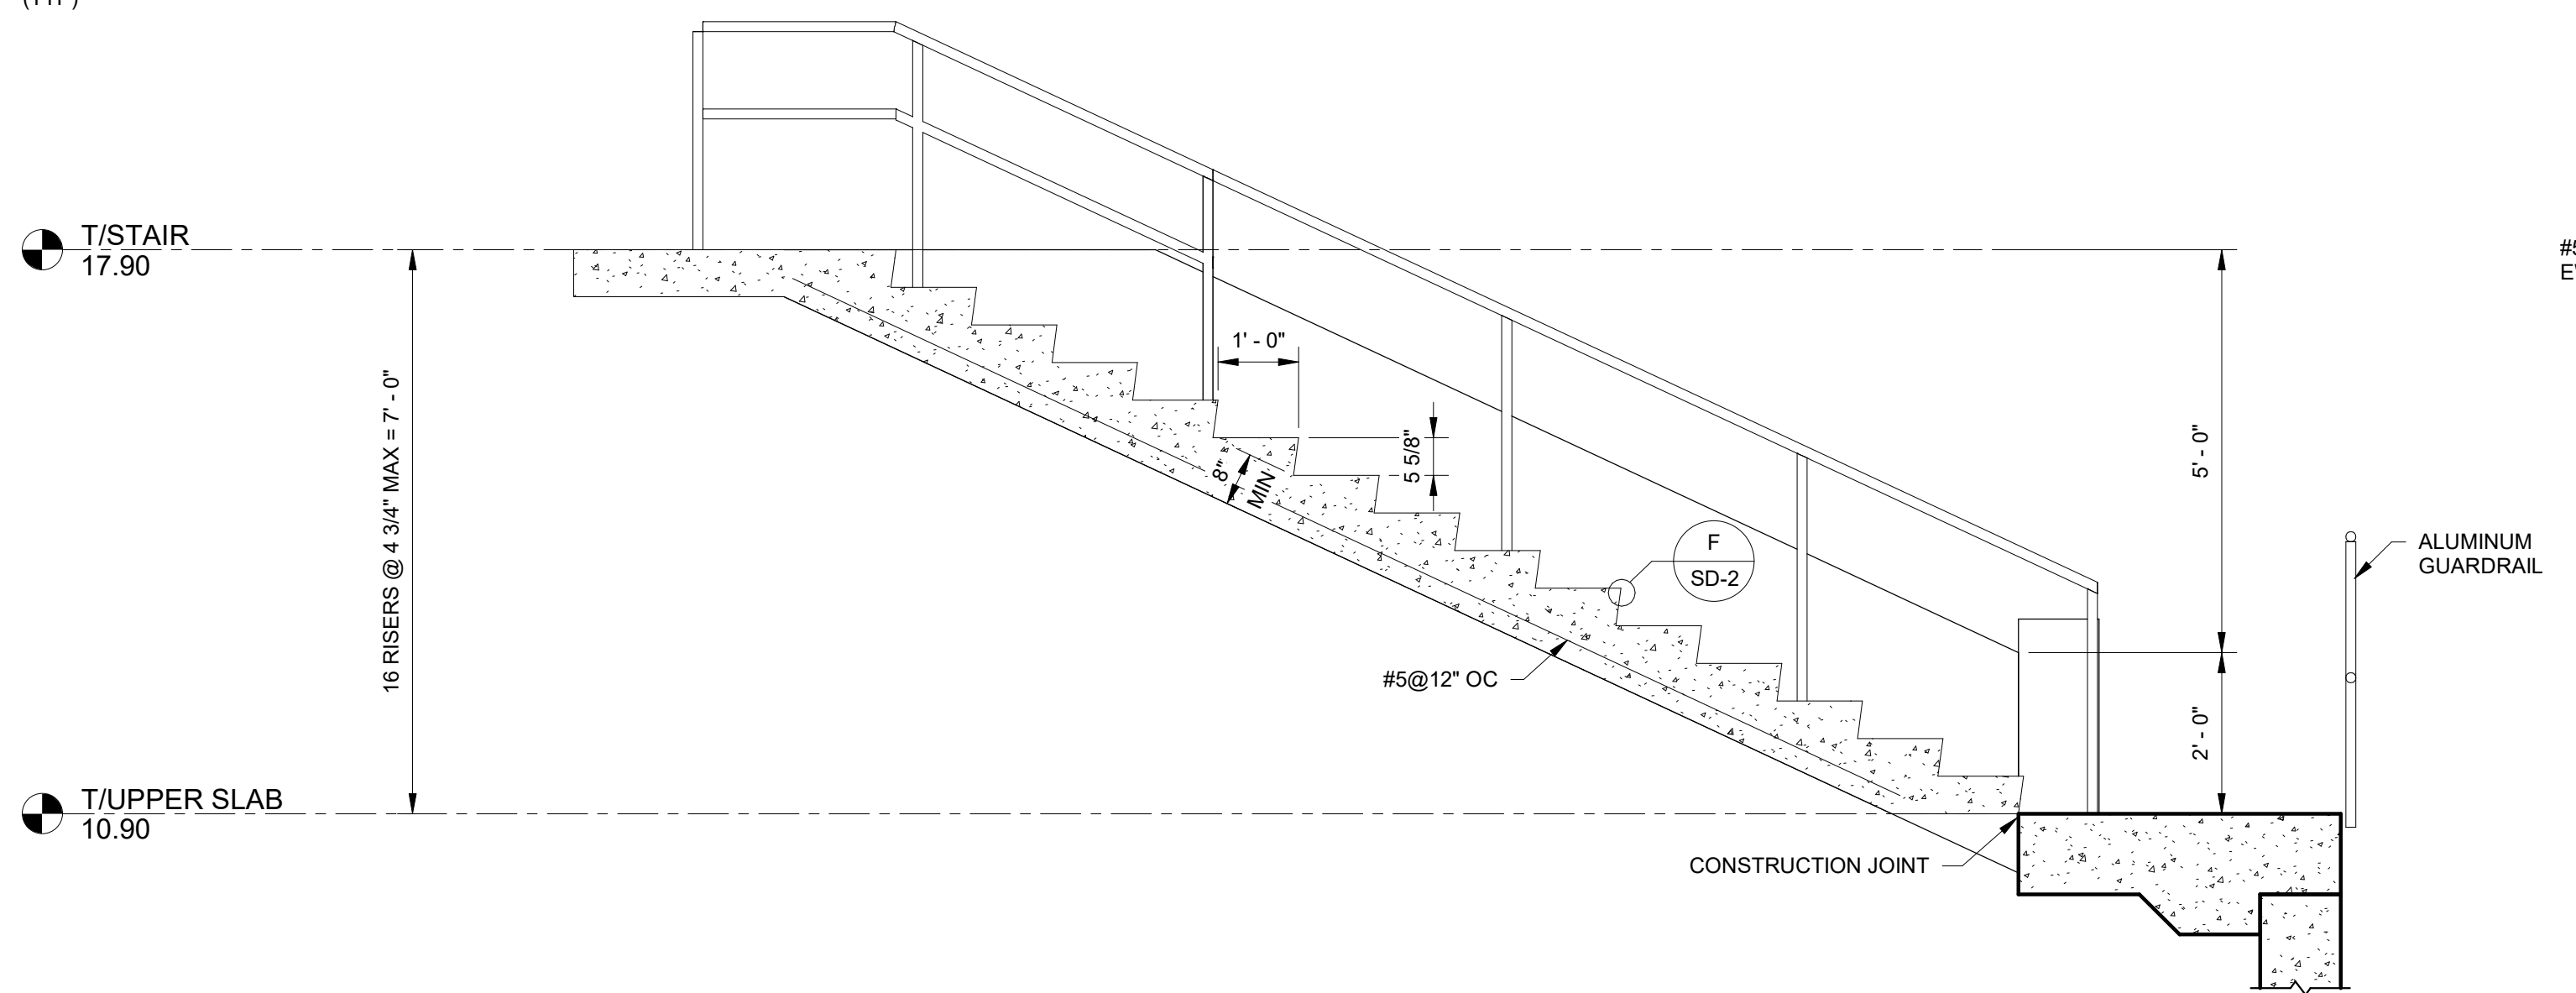 T/STAIR
17.90
16 RISERS @ 4 3/4" MAX = 7' - 0"
1' - 0"
5 5/8"
8"
MIN
F
SD-2
5' - 0"
2' - 0"
ALUMINUM
GUARDRAIL
#5@12" OC
T/UPPER SLAB
10.90
CONSTRUCTION JOINT